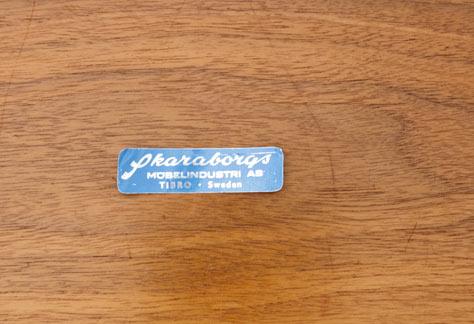 Skaraborgs
MÖBELINDUSTRI AB
TIBRO · Sweden